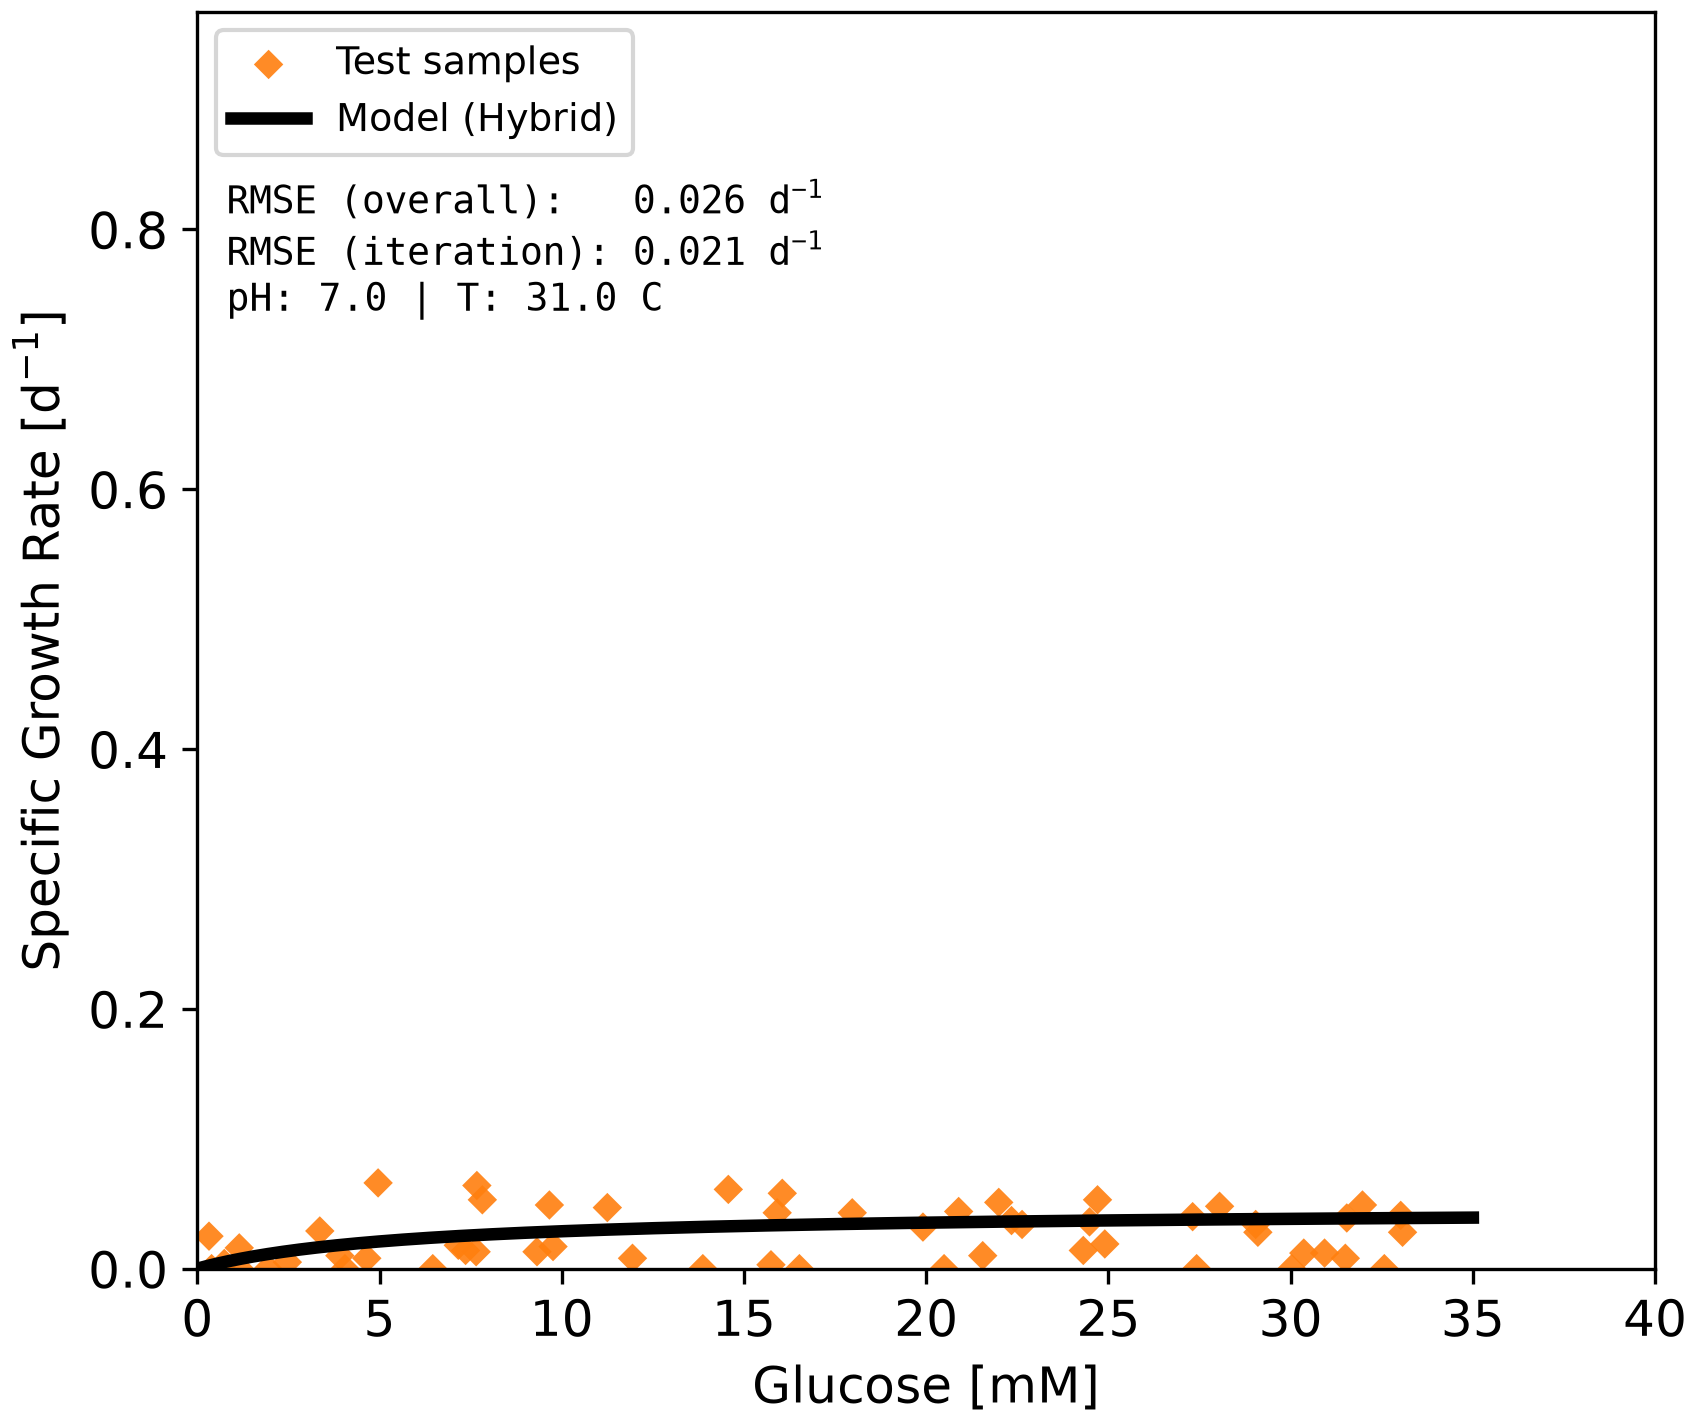 Test samples
Model (Hybrid)
RMSE (overall):   0.026 d⁻¹
RMSE (iteration): 0.021 d⁻¹
pH: 7.0 | T: 31.0 C
Specific Growth Rate [d⁻¹]
0.8
0.6
0.4
0.2
0.0
0 5 10 15 20 25 30 35 40
Glucose [mM]